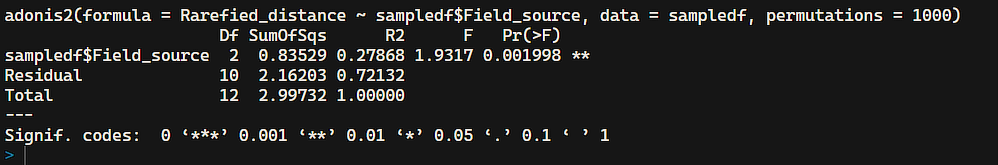 adonis2(formula = Rarefied_distance ~ sampledf$Field_source, data = sampledf, permutations = 1000)
                      Df SumOfSqs      R2      F   Pr(>F)
sampledf$Field_source  2  0.83529 0.27868 1.9317 0.001998 **
Residual              10  2.16203 0.72132
Total                 12  2.99732 1.00000
---
Signif. codes:  0 ‘***’ 0.001 ‘**’ 0.01 ‘*’ 0.05 ‘.’ 0.1 ‘ ’ 1
>